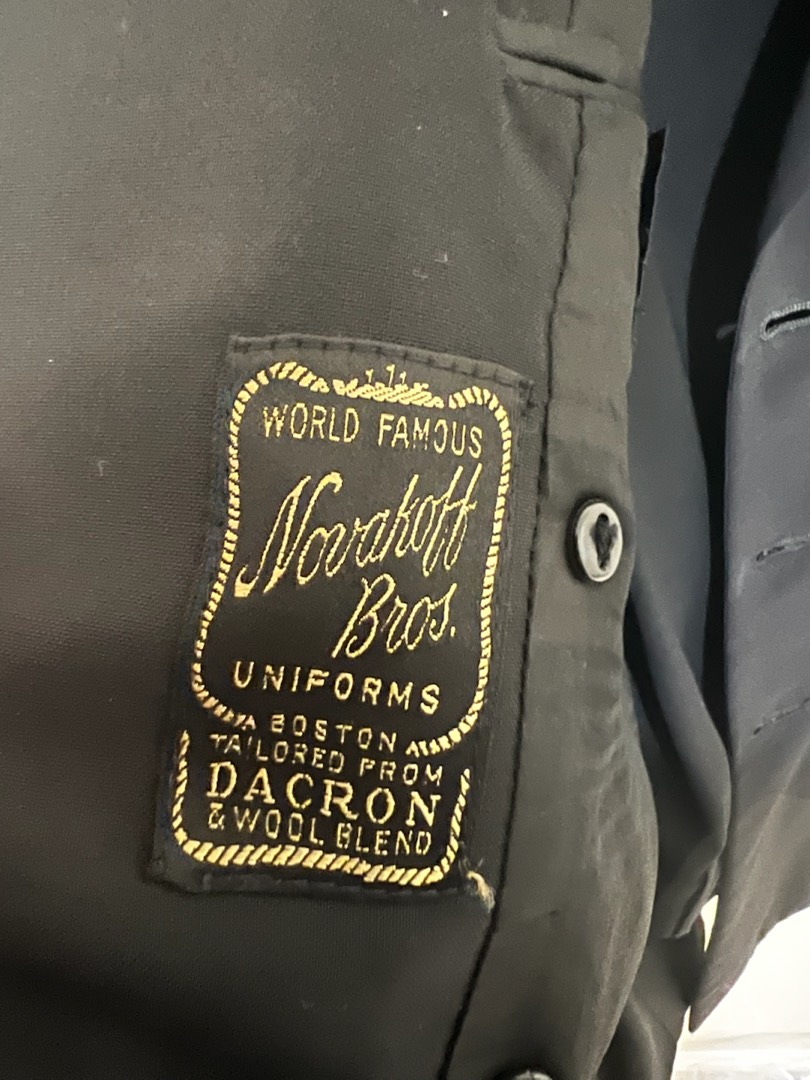 WORLD FAMOUS
Novakoff
Bros.
UNIFORMS
BOSTON
TAILORED FROM
DACRON
& WOOL BLEND